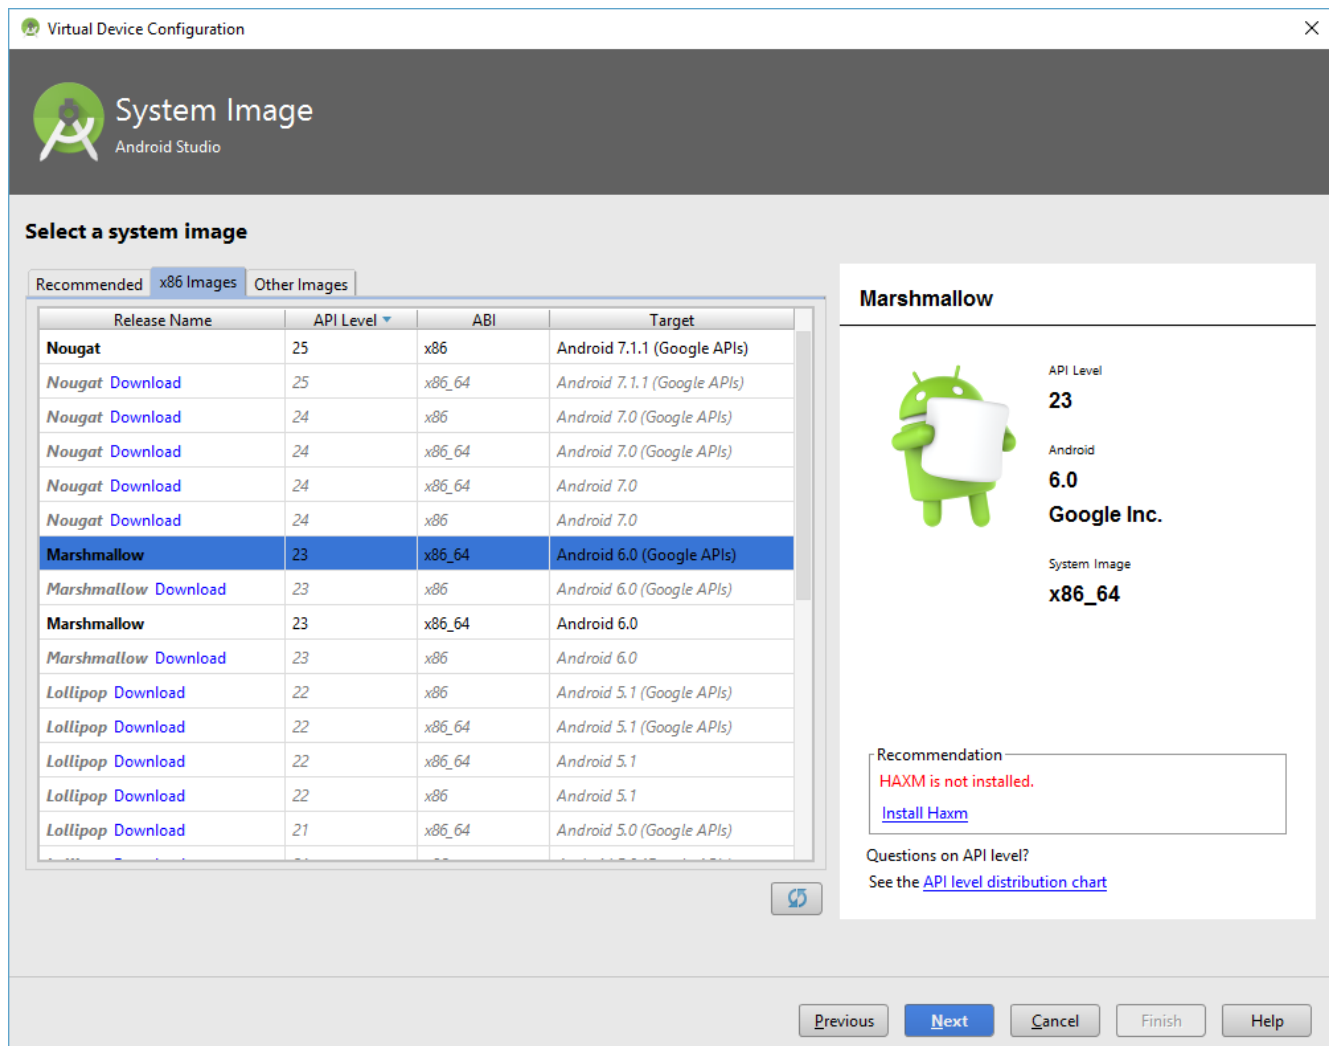 Virtual Device Configuration
System Image
Android Studio
Select a system image
Recommended x86 Images Other Images
Release Name API Level ABI Target
Nougat 25 x86 Android 7.1.1 (Google APIs)
Nougat Download 25 x86_64 Android 7.1.1 (Google APIs)
Nougat Download 24 x86 Android 7.0 (Google APIs)
Nougat Download 24 x86_64 Android 7.0 (Google APIs)
Nougat Download 24 x86_64 Android 7.0
Nougat Download 24 x86 Android 7.0
Marshmallow 23 x86_64 Android 6.0 (Google APIs)
Marshmallow Download 23 x86 Android 6.0 (Google APIs)
Marshmallow 23 x86_64 Android 6.0
Marshmallow Download 23 x86 Android 6.0
Lollipop Download 22 x86 Android 5.1 (Google APIs)
Lollipop Download 22 x86_64 Android 5.1 (Google APIs)
Lollipop Download 22 x86_64 Android 5.1
Lollipop Download 22 x86 Android 5.1
Lollipop Download 21 x86_64 Android 5.0 (Google APIs)
Marshmallow
API Level
23
Android
6.0
Google Inc.
System Image
x86_64
Recommendation
HAXM is not installed.
Install Haxm
Questions on API level?
See the API level distribution chart
Previous Next Cancel Finish Help